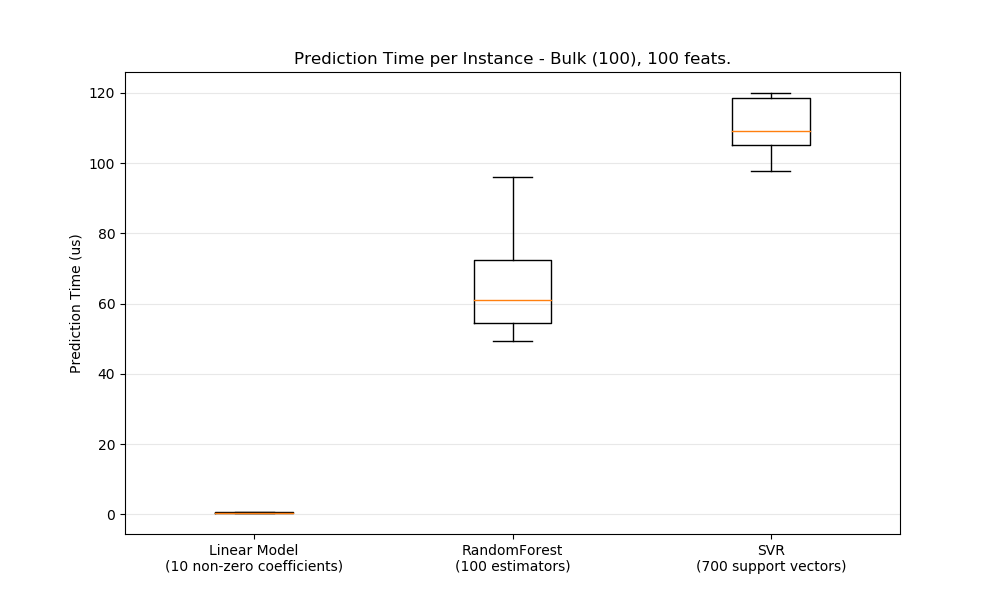 Prediction Time per Instance - Bulk (100), 100 feats.
Prediction Time (us)
120
100
80
60
40
20
0
Linear Model
(10 non-zero coefficients)
RandomForest
(100 estimators)
SVR
(700 support vectors)